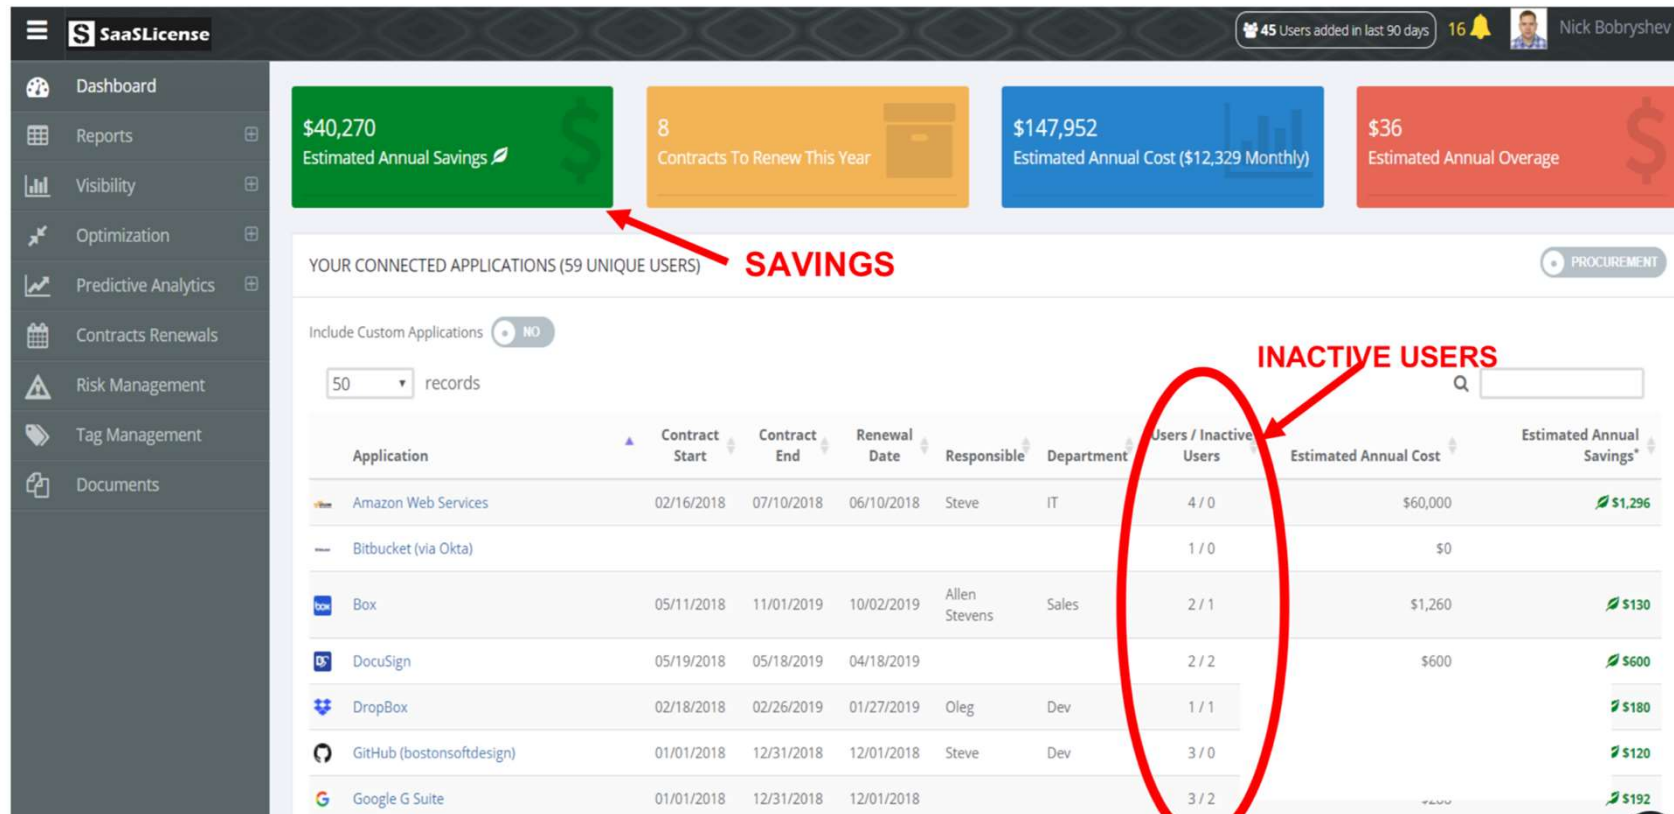 SaaSLicense
45 Users added in last 90 days
16
Nick Bobryshev
Dashboard
Reports
Visibility
Optimization
Predictive Analytics
Contracts Renewals
Risk Management
Tag Management
Documents
$40,270
Estimated Annual Savings
8
Contracts To Renew This Year
$147,952
Estimated Annual Cost ($12,329 Monthly)
$36
Estimated Annual Overage
YOUR CONNECTED APPLICATIONS (59 UNIQUE USERS)
SAVINGS
PROCUREMENT
Include Custom Applications NO
INACTIVE USERS
50 records
Application Contract Start Contract End Renewal Date Responsible Department Users / Inactive Users Estimated Annual Cost Estimated Annual Savings*
Amazon Web Services 02/16/2018 07/10/2018 06/10/2018 Steve IT 4 / 0 $60,000 $1,296
Bitbucket (via Okta) 1 / 0 $0
box Box 05/11/2018 11/01/2019 10/02/2019 Allen Stevens Sales 2 / 1 $1,260 $130
DocuSign 05/19/2018 05/18/2019 04/18/2019 2 / 2 $600 $600
DropBox 02/18/2018 02/26/2019 01/27/2019 Oleg Dev 1 / 1 $180
GitHub (bostonsoftdesign) 01/01/2018 12/31/2018 12/01/2018 Steve Dev 3 / 0 $120
Google G Suite 01/01/2018 12/31/2018 12/01/2018 3 / 2 $192